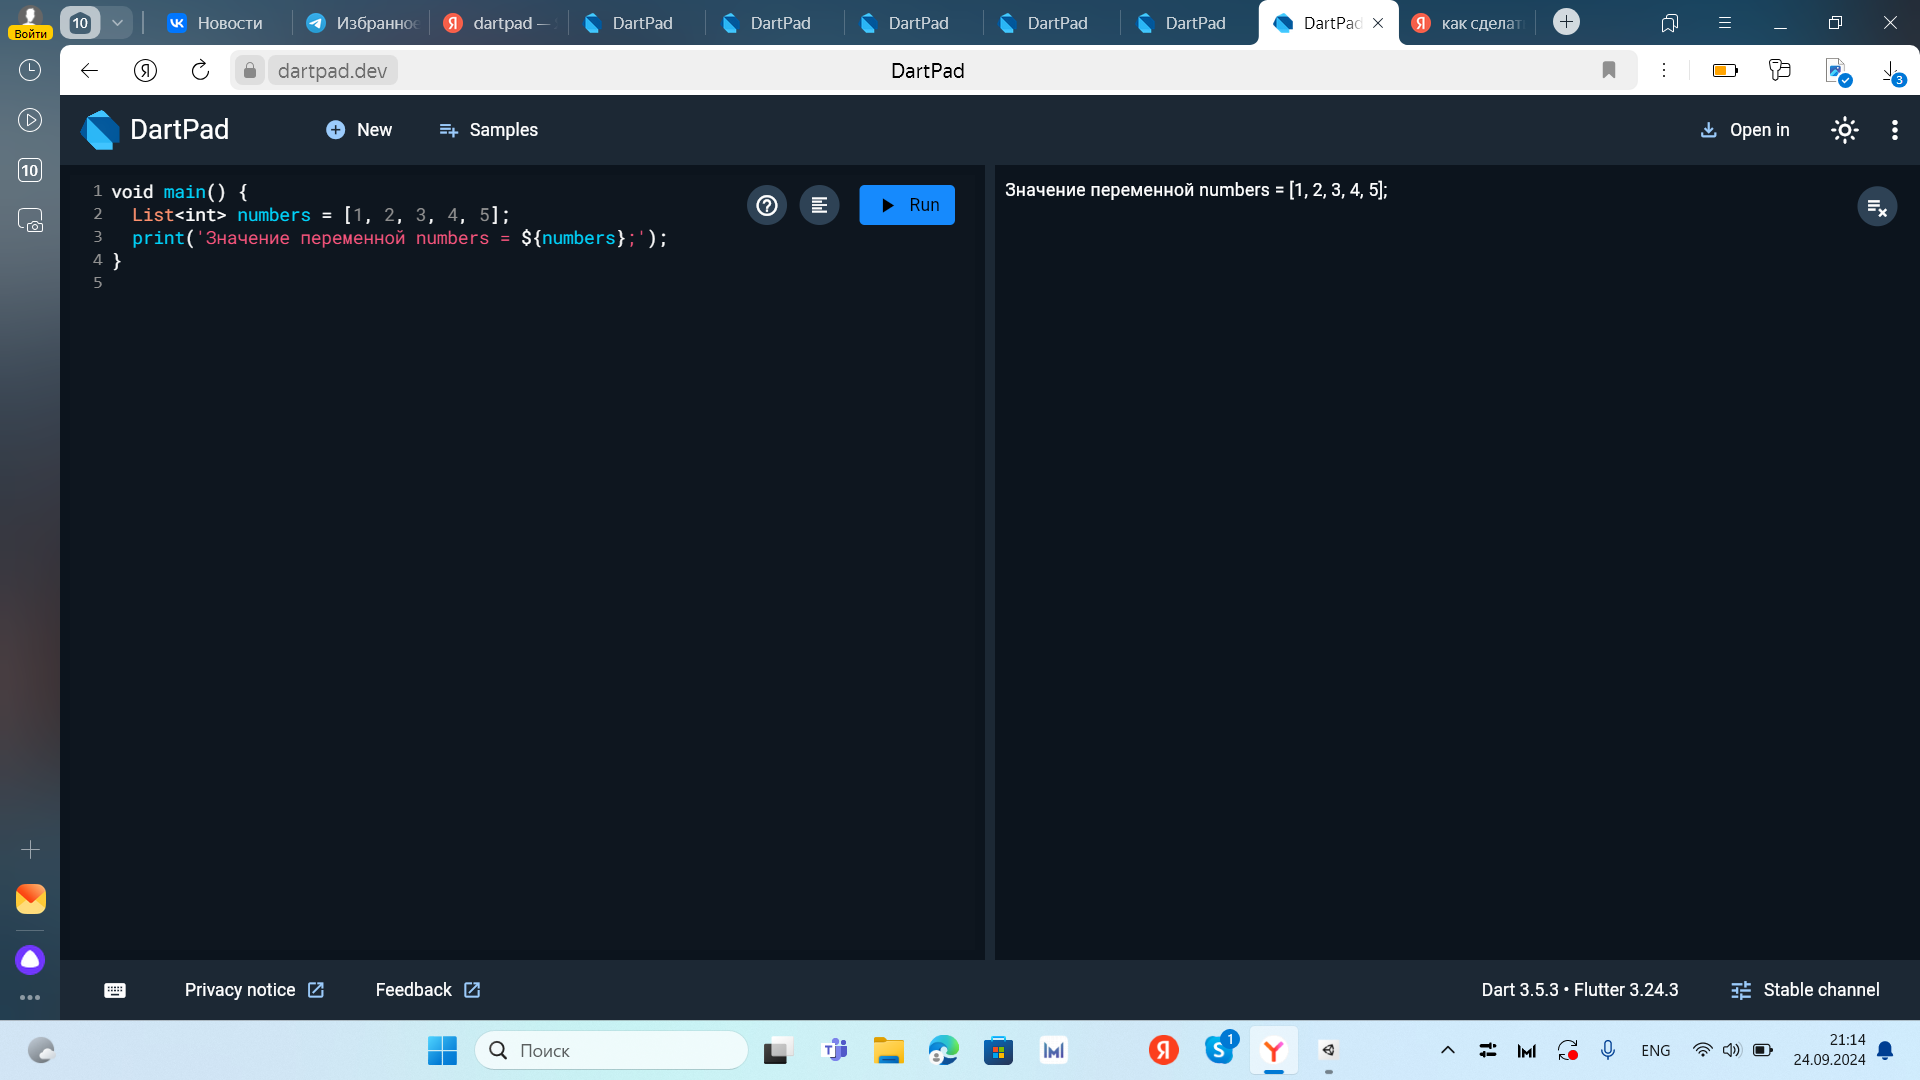 Войти
10
Новости
Избранное
dartpad —
DartPad
DartPad
DartPad
DartPad
DartPad
DartPad
как сделат
dartpad.dev
DartPad
3
10
DartPad
New
Samples
Open in
1 void main() {
2 List<int> numbers = [1, 2, 3, 4, 5];
3 print('Значение переменной numbers = ${numbers};');
4 }
5
Run
Значение переменной numbers = [1, 2, 3, 4, 5];
Privacy notice
Feedback
Dart 3.5.3 • Flutter 3.24.3
Stable channel
Поиск
1
ENG
21:14
24.09.2024